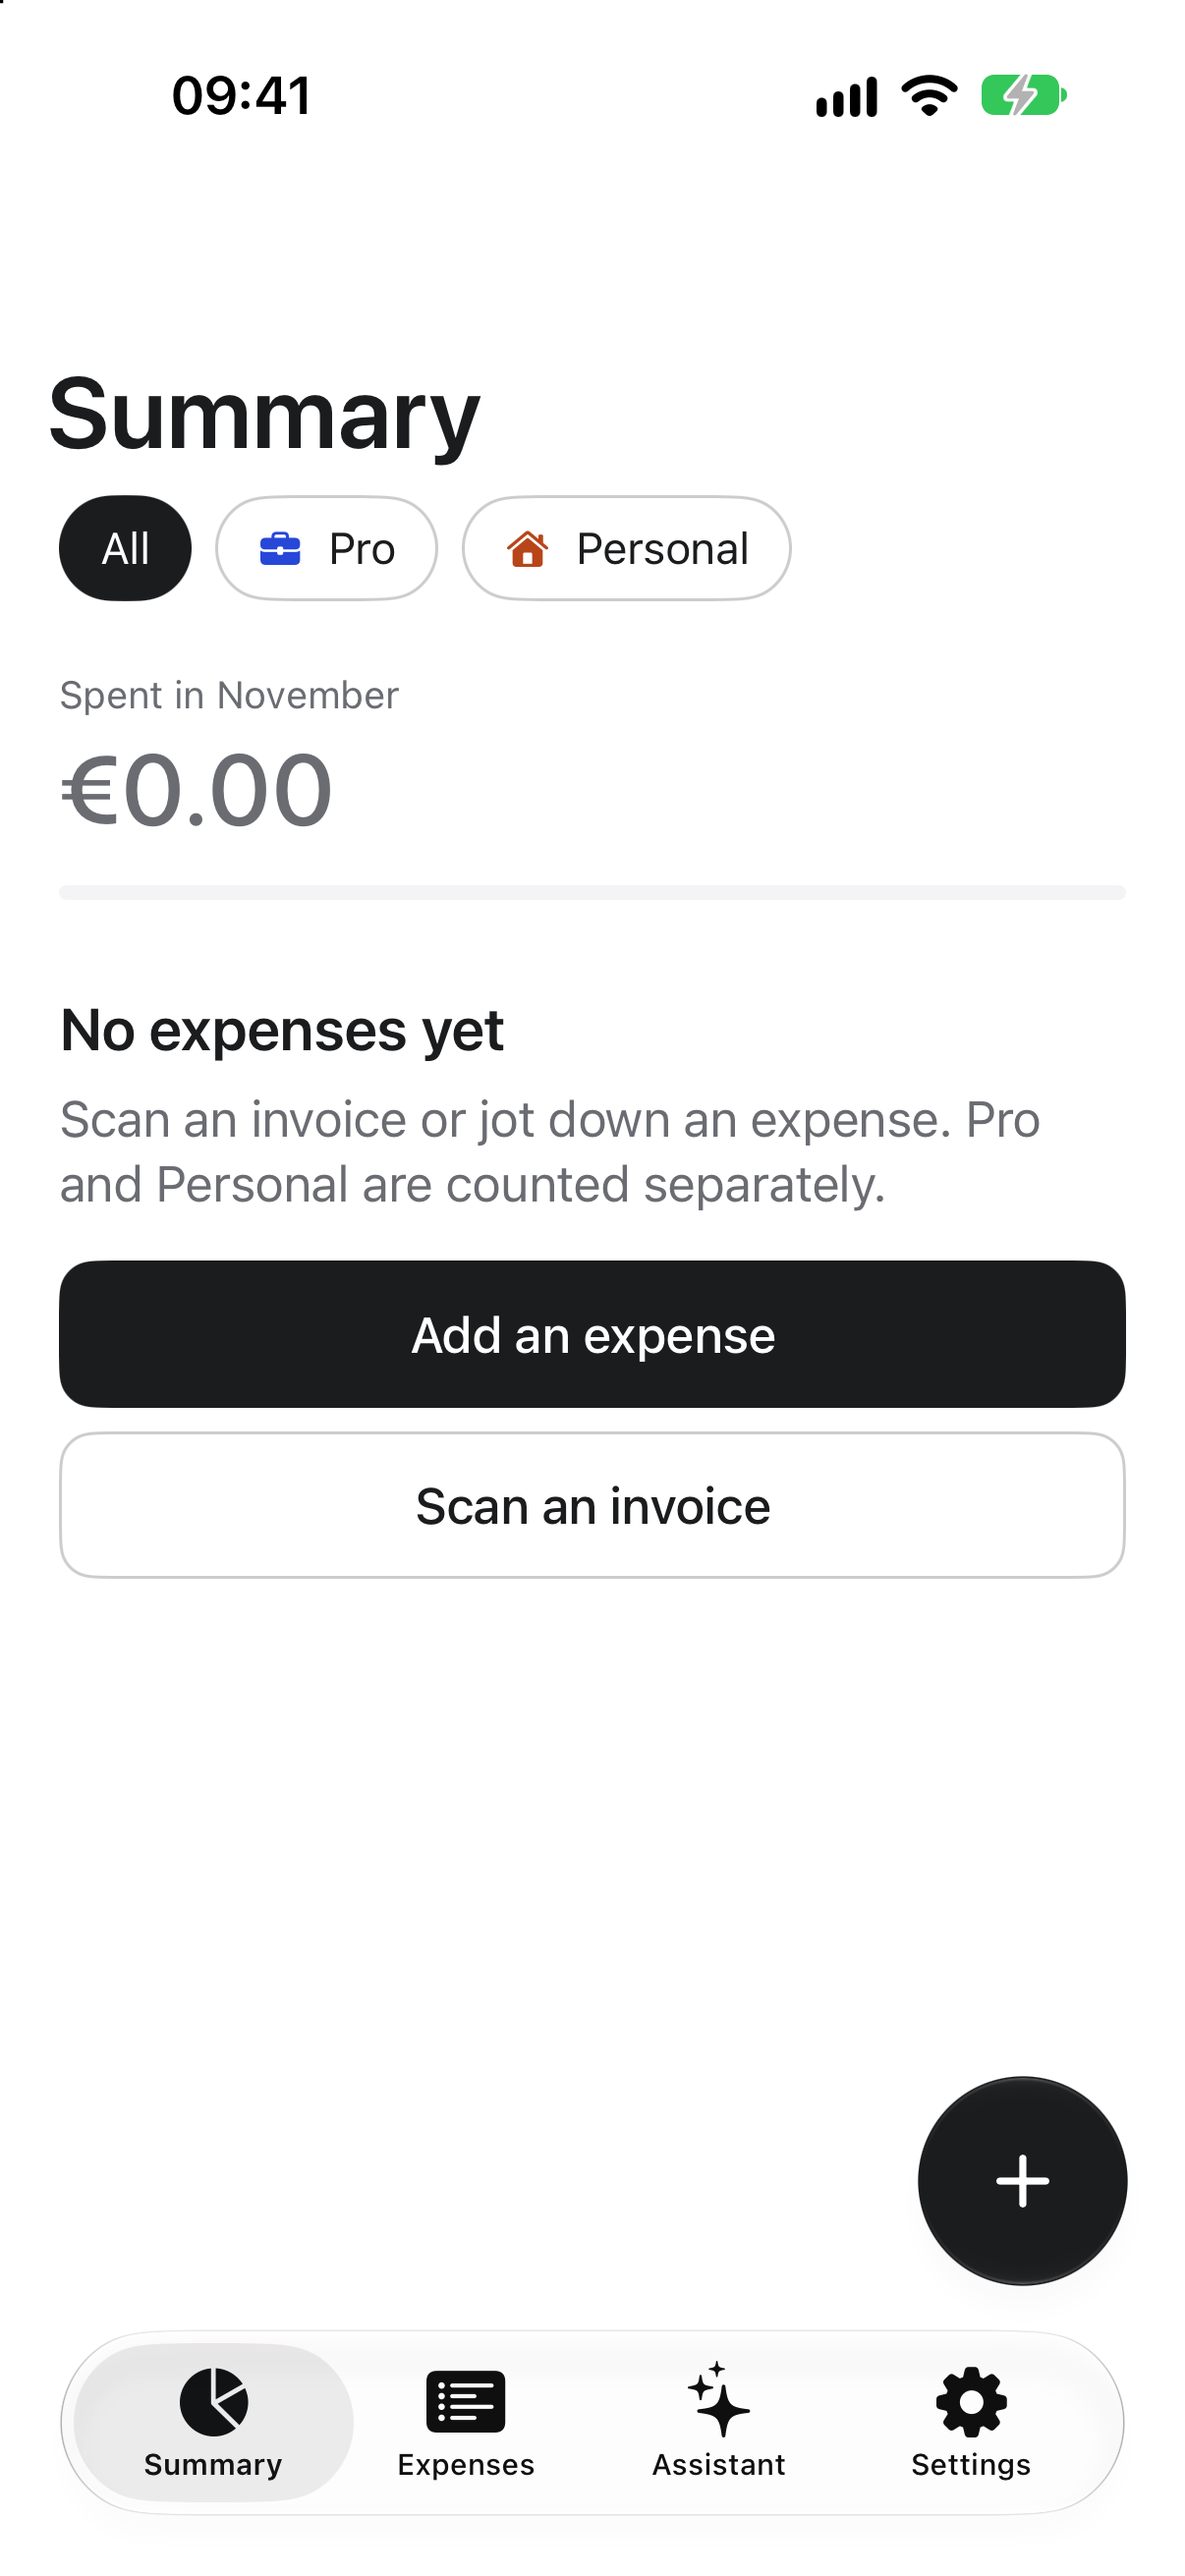 09:41
Summary
All
Pro
Personal
Spent in November
€0.00
No expenses yet
Scan an invoice or jot down an expense. Pro
and Personal are counted separately.
Add an expense
Scan an invoice
Summary
Expenses
Assistant
Settings